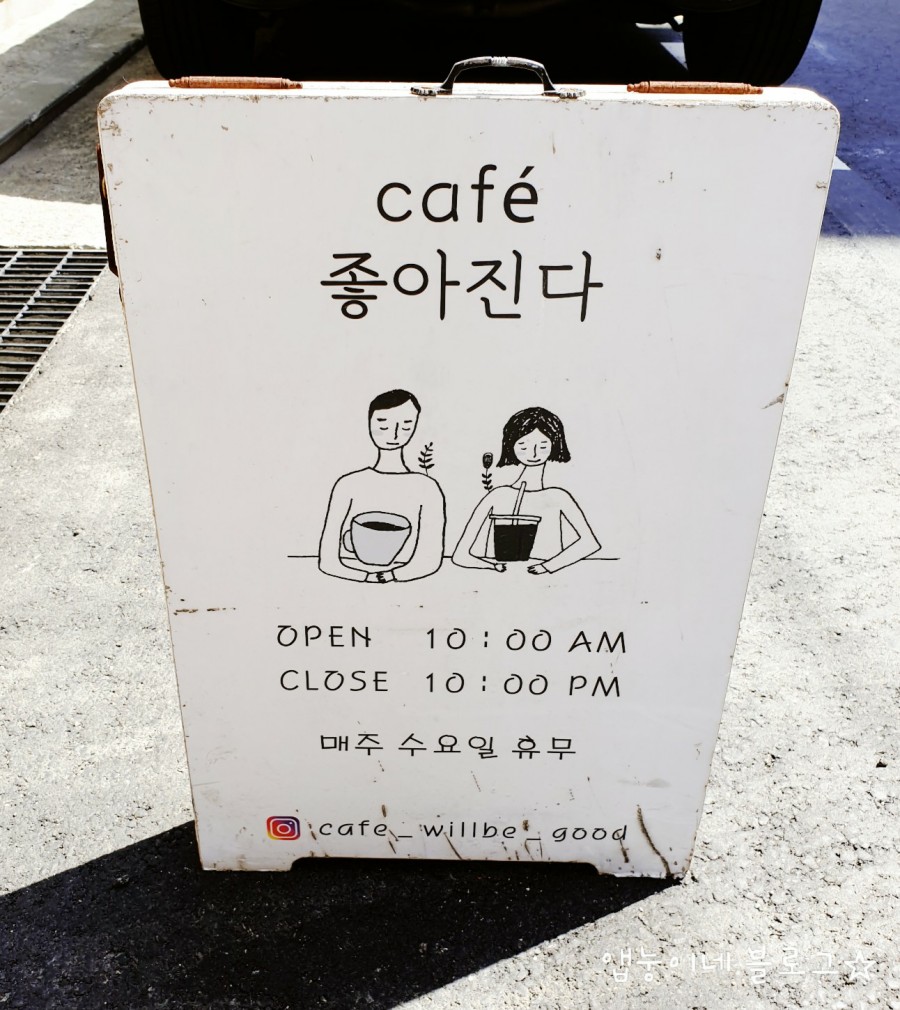 café
좋아진다
OPEN 10:00 AM
CLOSE 10:00 PM
매주 수요일 휴무
cafe_willbe_good
앱능이네.블로그☆